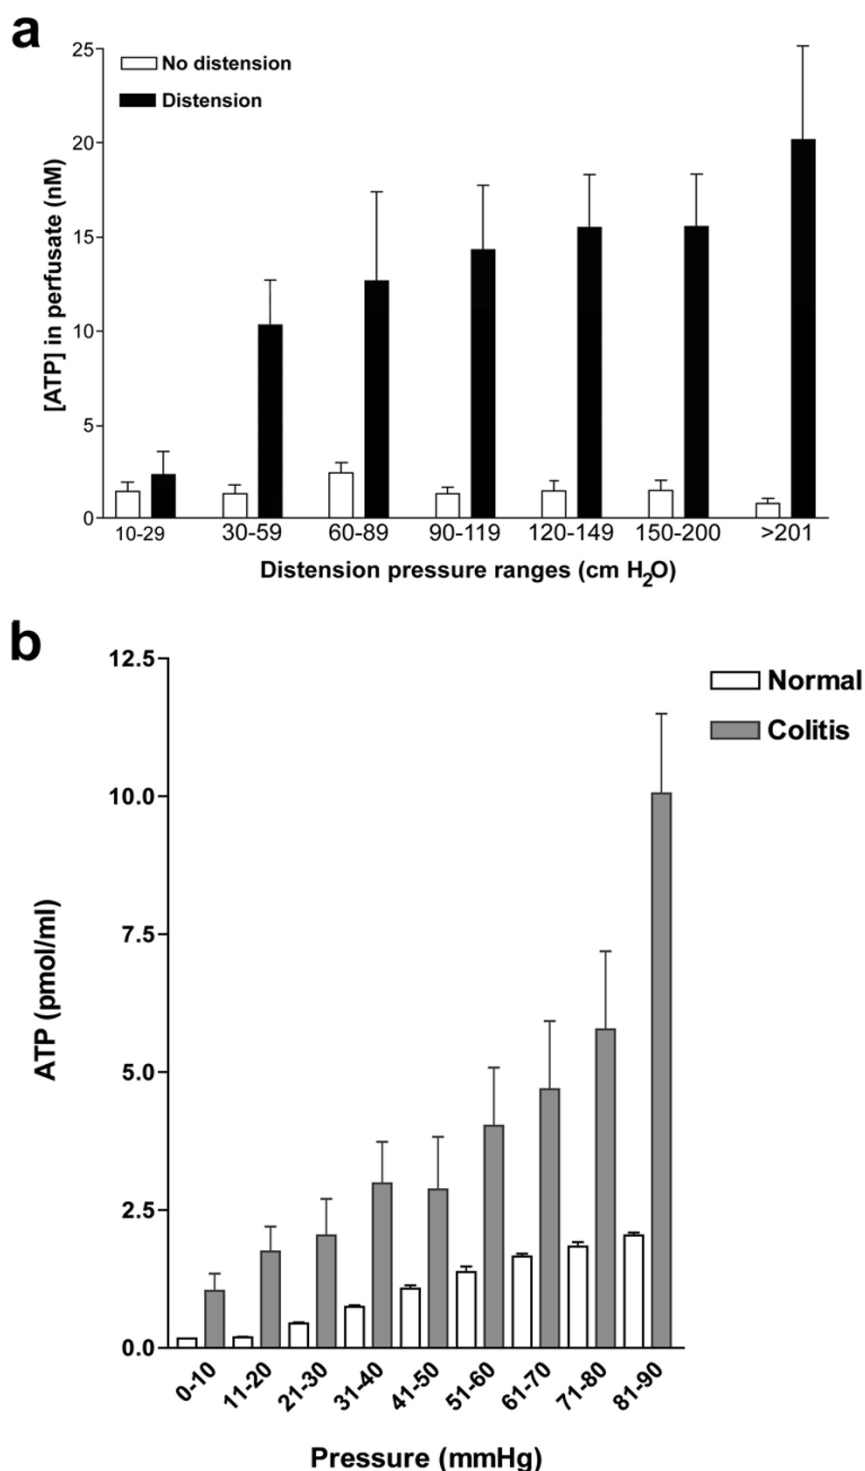 a
25
No distension
Distension
20
15
10
5
0
[ATP] in perfusate (nM)
10-29 30-59 60-89 90-119 120-149 150-200 >201
Distension pressure ranges (cm H2O)
b
12.5
Normal
Colitis
10.0
7.5
5.0
2.5
0.0
ATP (pmol/ml)
0-10 11-20 21-30 31-40 41-50 51-60 61-70 71-80 81-90
Pressure (mmHg)